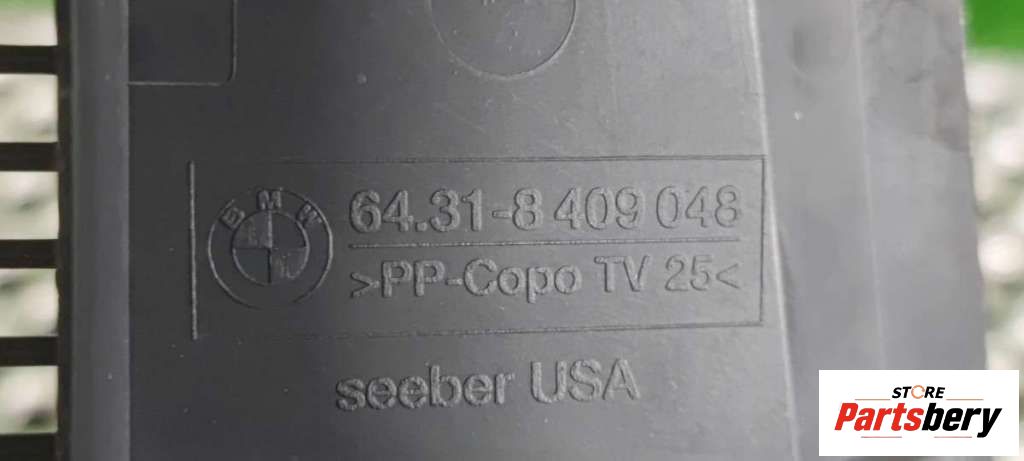 BMW
64.31-8 409 048
>PP-Copo TV 25<
seeber USA
STORE
Partsbery